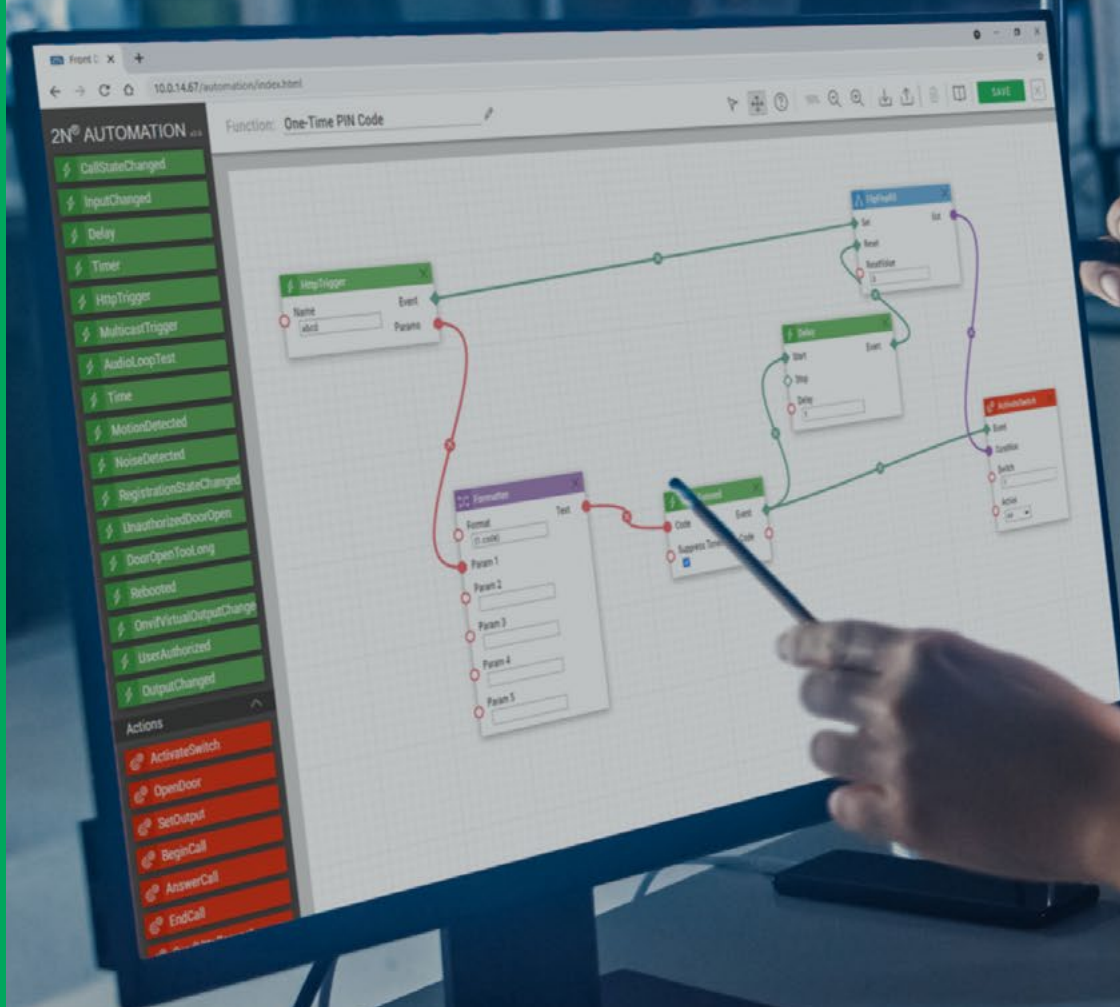 2N Front D
10.0.14.67/automation/index.html
2N® AUTOMATION
Function: One-Time PIN Code
SAVE
CallStateChanged
InputChanged
Delay
Timer
HttpTrigger
MulticastTrigger
AudioLoopTest
Time
MotionDetected
NoiseDetected
RegistrationStateChanged
UnauthorizedDoorOpen
DoorOpenTooLong
Rebooted
OnvifVirtualOutputChange
UserAuthorized
OutputChanged
Actions
ActivateSwitch
OpenDoor
SetOutput
BeginCall
AnswerCall
EndCall
HttpTrigger
Event
Name
abcd
Params
Formatter
Text
Format
Param 1
Param 2
Param 3
Param 4
Param 5
Event
Code
Code
Delay
Start
Event
Stop
Delay
Set
Out
Reset
ResetValue
ActivateSwitch
Event
Condition
Switch
Active